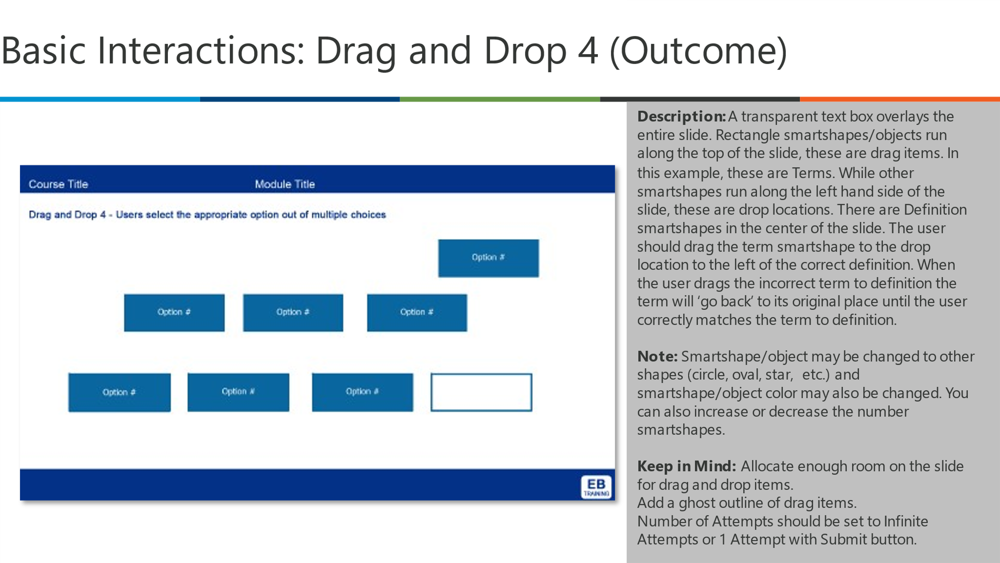 Basic Interactions: Drag and Drop 4 (Outcome)
Course Title
Module Title
Drag and Drop 4 - Users select the appropriate option out of multiple choices
Option #
Option #
Option #
Option #
Option #
Option #
Option #
EB
TRAINING
Description: A transparent text box overlays the
entire slide. Rectangle smartshapes/objects run
along the top of the slide, these are drag items. In
this example, these are Terms. While other
smartshapes run along the left hand side of the
slide, these are drop locations. There are Definition
smartshapes in the center of the slide. The user
should drag the term smartshape to the drop
location to the left of the correct definition. When
the user drags the incorrect term to definition the
term will ‘go back’ to its original place until the user
correctly matches the term to definition.
Note: Smartshape/object may be changed to other
shapes (circle, oval, star, etc.) and
smartshape/object color may also be changed. You
can also increase or decrease the number
smartshapes.
Keep in Mind: Allocate enough room on the slide
for drag and drop items.
Add a ghost outline of drag items.
Number of Attempts should be set to Infinite
Attempts or 1 Attempt with Submit button.